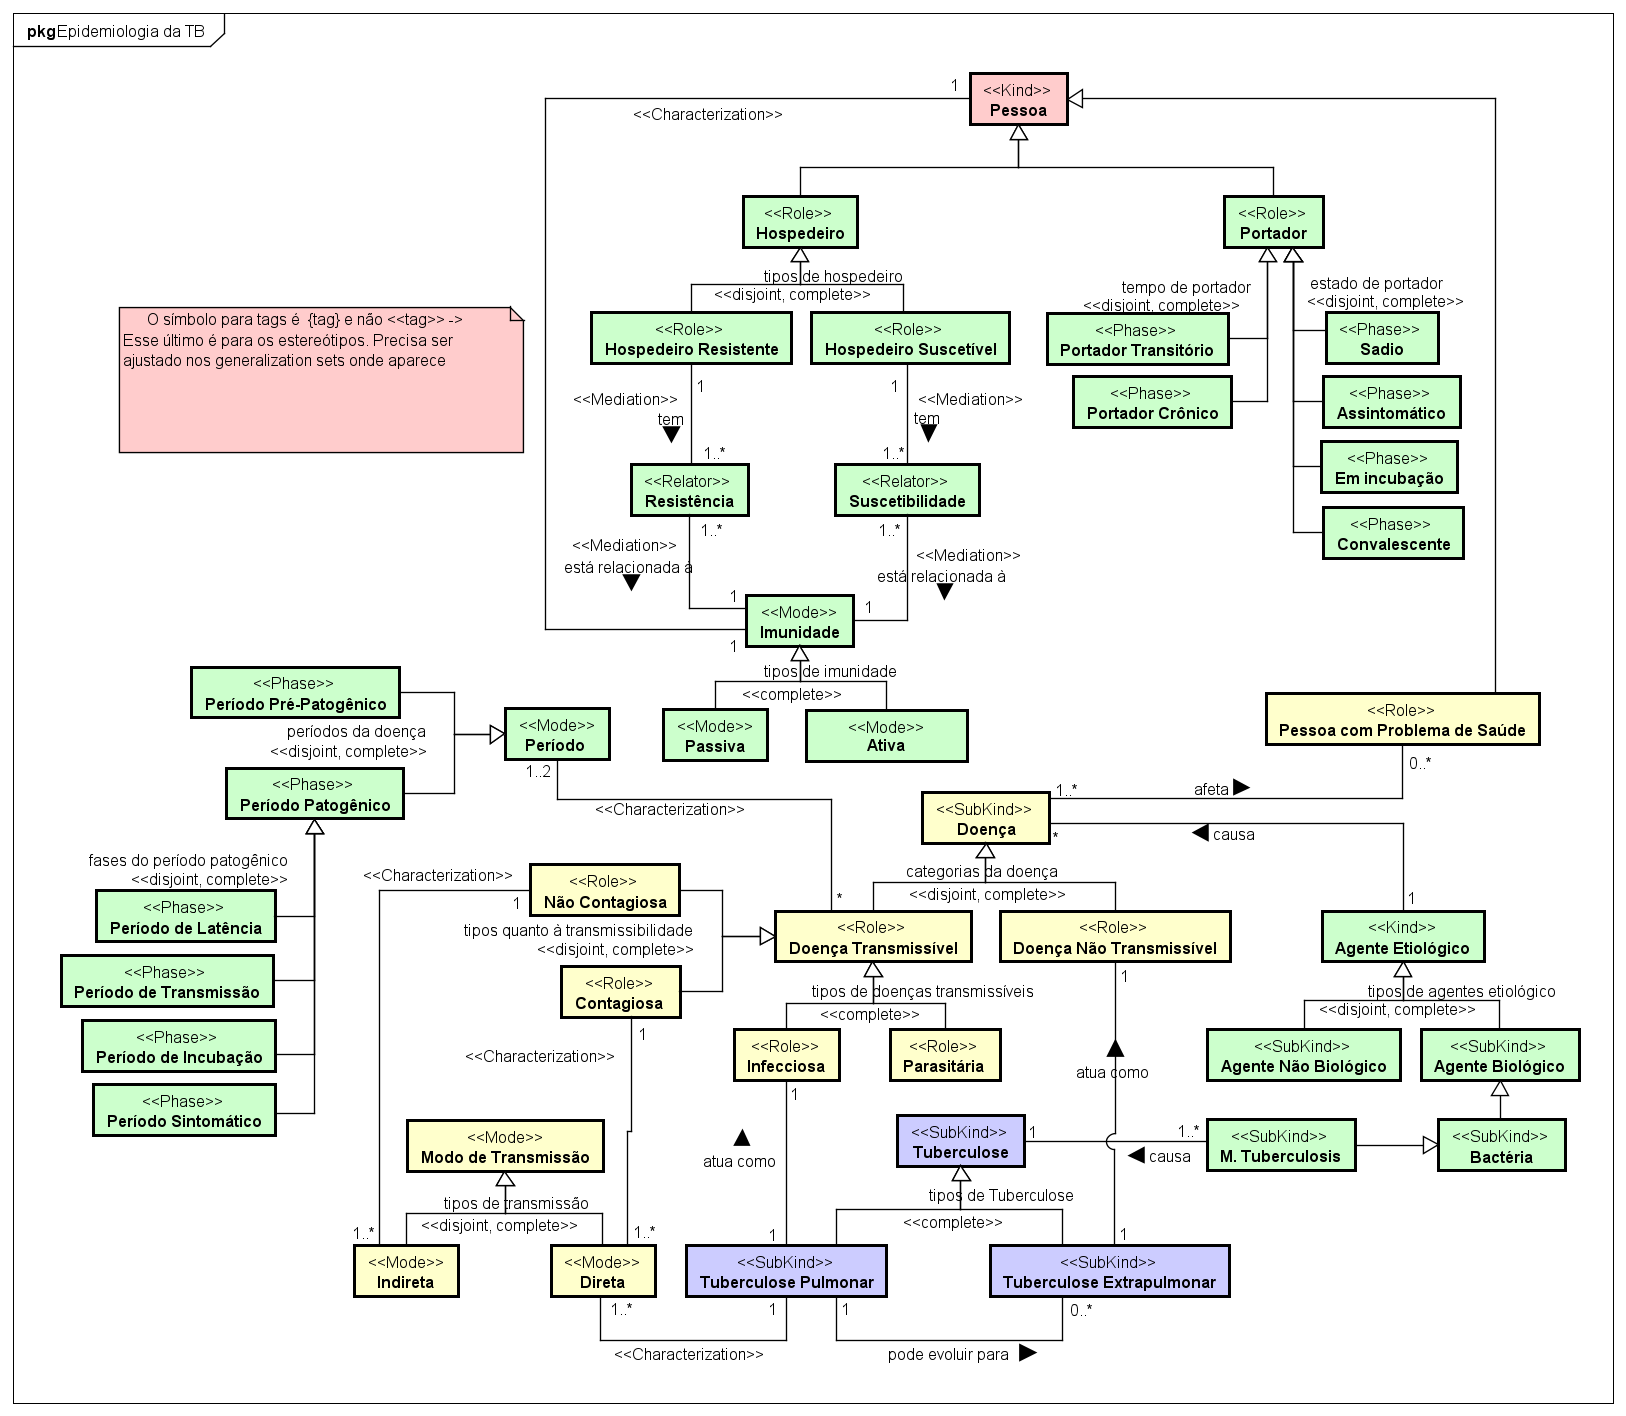 pkg Epidemiologia da TB
1
<<Kind>>
Pessoa
<<Characterization>>
<<Role>>
Hospedeiro
<<Role>>
Portador
tipos de hospedeiro
<<disjoint, complete>>
tempo de portador
<<disjoint, complete>>
estado de portador
<<disjoint, complete>>
O símbolo para tags é {tag} e não <<tag>> ->
Esse último é para os estereótipos. Precisa ser
ajustado nos generalization sets onde aparece
<<Role>>
Hospedeiro Resistente
<<Role>>
Hospedeiro Suscetível
<<Phase>>
Portador Transitório
<<Phase>>
Sadio
<<Phase>>
Portador Crônico
<<Phase>>
Assintomático
<<Phase>>
Em incubação
<<Phase>>
Convalescente
1
<<Mediation>>
tem
1..*
1
<<Mediation>>
tem
1..*
<<Relator>>
Resistência
<<Relator>>
Suscetibilidade
1..*
<<Mediation>>
está relacionada à
1
1..*
<<Mediation>>
está relacionada à
1
<<Mode>>
Imunidade
1
tipos de imunidade
<<complete>>
<<Mode>>
Passiva
<<Mode>>
Ativa
<<Phase>>
Período Pré-Patogênico
períodos da doença
<<disjoint, complete>>
<<Mode>>
Período
1..2
<<Phase>>
Período Patogênico
<<Characterization>>
<<Role>>
Pessoa com Problema de Saúde
0..*
afeta
1..*
<<SubKind>>
Doença
*
causa
fases do período patogênico
<<disjoint, complete>>
<<Phase>>
Período de Latência
<<Phase>>
Período de Transmissão
<<Phase>>
Período de Incubação
<<Phase>>
Período Sintomático
<<Characterization>>
1
<<Role>>
Não Contagiosa
tipos quanto à transmissibilidade
<<disjoint, complete>>
<<Role>>
Contagiosa
1
<<Characterization>>
categorias da doença
<<disjoint, complete>>
*
<<Role>>
Doença Transmissível
<<Role>>
Doença Não Transmissível
1
1
<<Kind>>
Agente Etiológico
tipos de doenças transmissíveis
<<complete>>
tipos de agentes etiológico
<<disjoint, complete>>
<<Role>>
Infecciosa
1
<<Role>>
Parasitária
<<SubKind>>
Agente Não Biológico
<<SubKind>>
Agente Biológico
atua como
atua como
<<Mode>>
Modo de Transmissão
tipos de transmissão
<<disjoint, complete>>
<<SubKind>>
Tuberculose
1
1..*
causa
<<SubKind>>
M. Tuberculosis
<<SubKind>>
Bactéria
tipos de Tuberculose
<<complete>>
1..*
1..*
1
1
<<Mode>>
Indireta
<<Mode>>
Direta
<<SubKind>>
Tuberculose Pulmonar
<<SubKind>>
Tuberculose Extrapulmonar
1..*
1
1
0..*
<<Characterization>>
pode evoluir para